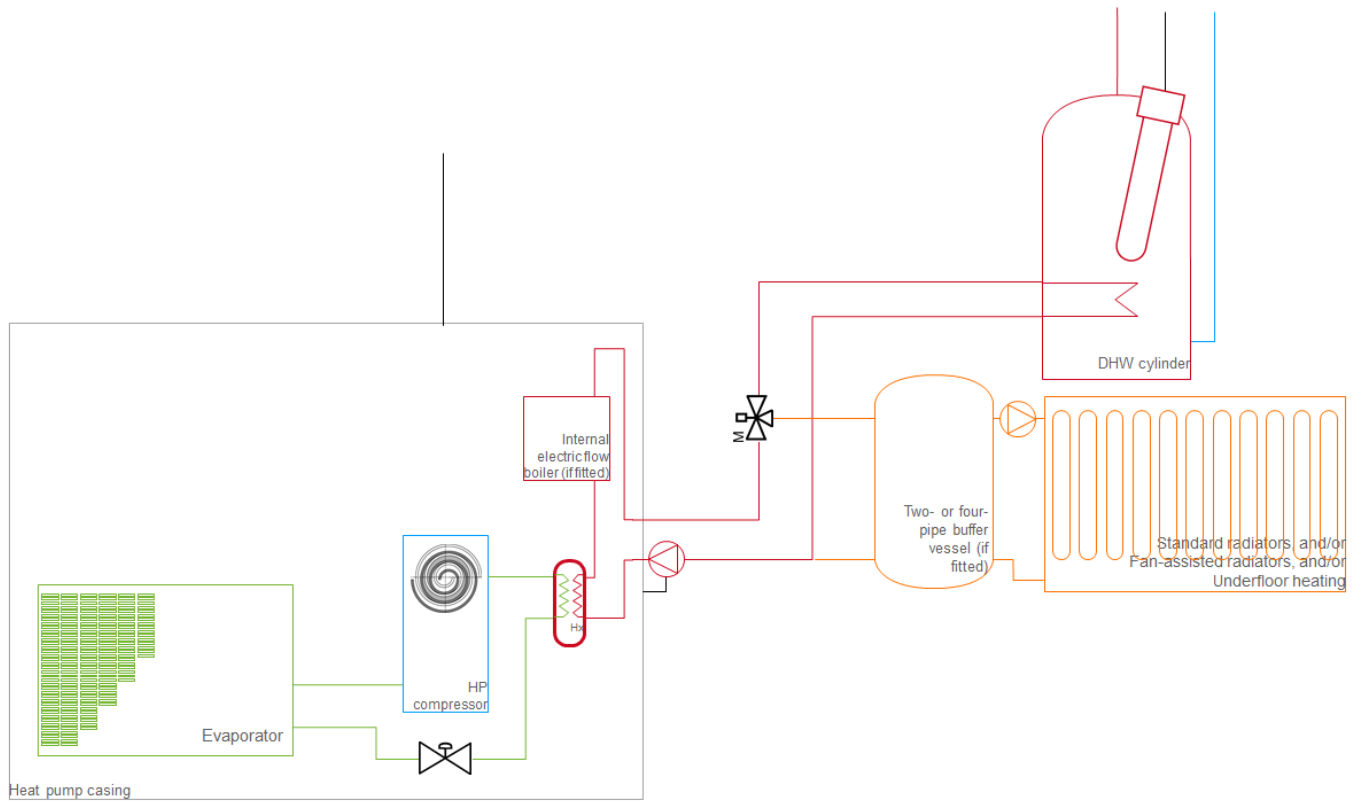 DHW cylinder
M
Internal
electric flow
boiler (if fitted)
Two- or four-
pipe buffer
vessel (if
fitted)
Standard radiators, and/or
Fan-assisted radiators, and/or
Underfloor heating
Hx
HP
compressor
Evaporator
Heat pump casing